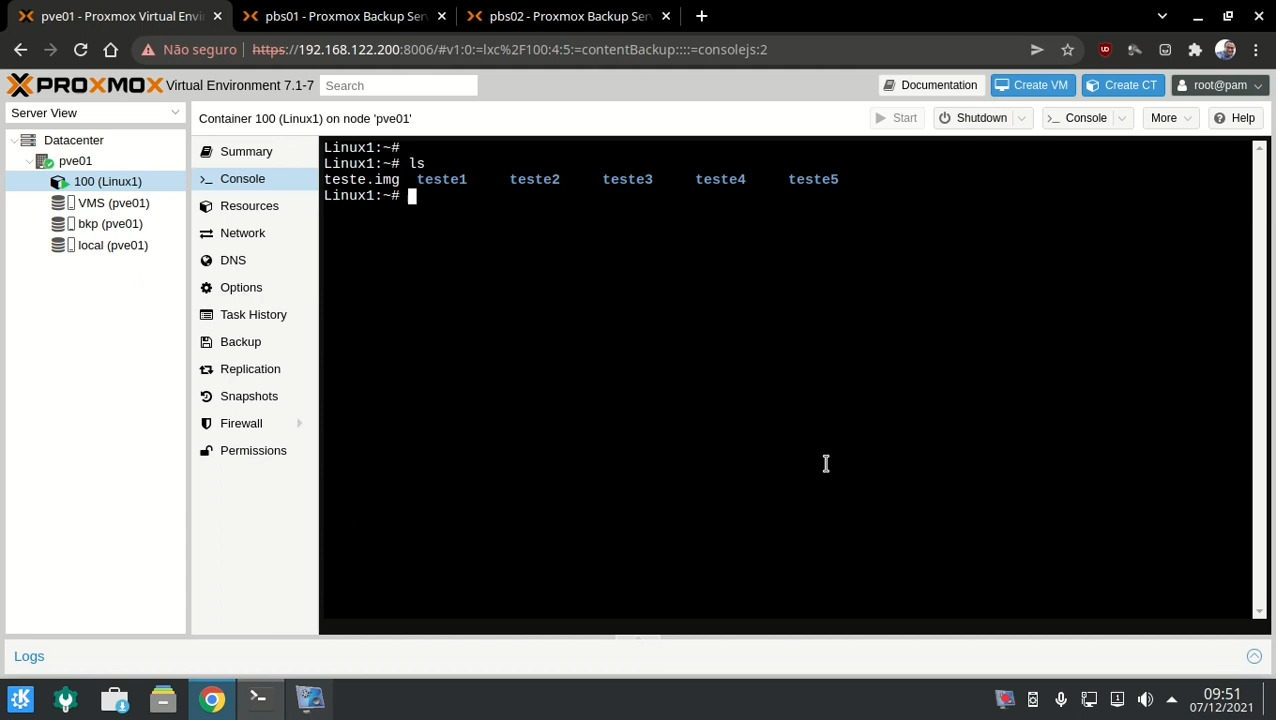 pve01 - Proxmox Virtual Envir
pbs01 - Proxmox Backup Serv
pbs02 - Proxmox Backup Serv
Não seguro
https://192.168.122.200:8006/#v1:0:=lxc%2F100:4:5:=contentBackup::::=consolejs:2
PROXMOX Virtual Environment 7.1-7
Search
Documentation
Create VM
Create CT
root@pam
Server View
Container 100 (Linux1) on node 'pve01'
Start
Shutdown
Console
More
Help
Datacenter
pve01
100 (Linux1)
VMS (pve01)
bkp (pve01)
local (pve01)
Summary
Console
Resources
Network
DNS
Options
Task History
Backup
Replication
Snapshots
Firewall
Permissions
Linux1:~#
Linux1:~# ls
teste.img teste1 teste2 teste3 teste4 teste5
Linux1:~#
Logs
09:51
07/12/2021